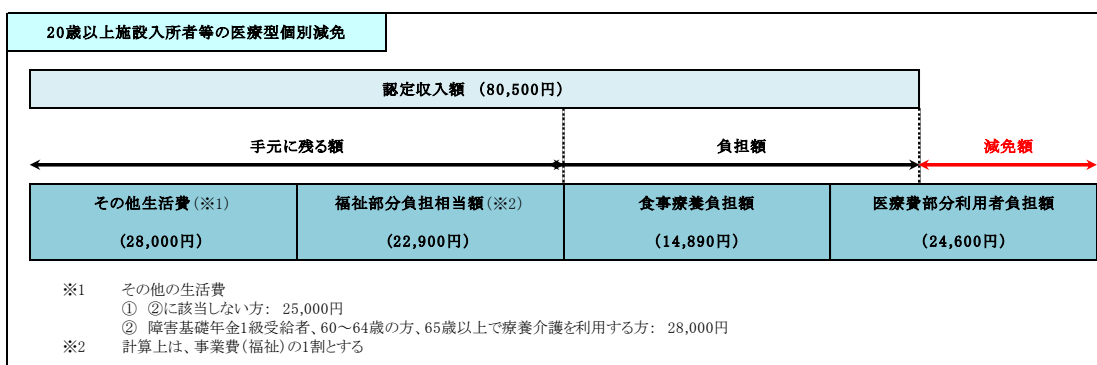 20歳以上施設入所者等の医療型個別減免
認定収入額 （80,500円）
手元に残る額 負担額 減免額
その他生活費（※1） 福祉部分負担相当額（※2） 食事療養負担額 医療費部分利用者負担額
（28,000円） （22,900円） （14,890円） （24,600円）
※1 その他の生活費
① ②に該当しない方： 25,000円
② 障害基礎年金1級受給者、60～64歳の方、65歳以上で療養介護を利用する方： 28,000円
※2 計算上は、事業費（福祉）の1割とする